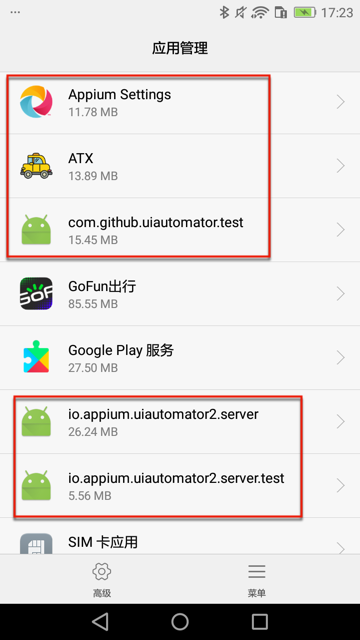 17:23
应用管理
Appium Settings
11.78 MB
ATX
13.89 MB
com.github.uiautomator.test
15.45 MB
GoFun出行
85.55 MB
Google Play 服务
27.50 MB
io.appium.uiautomator2.server
26.24 MB
io.appium.uiautomator2.server.test
5.56 MB
SIM 卡应用
高级
菜单